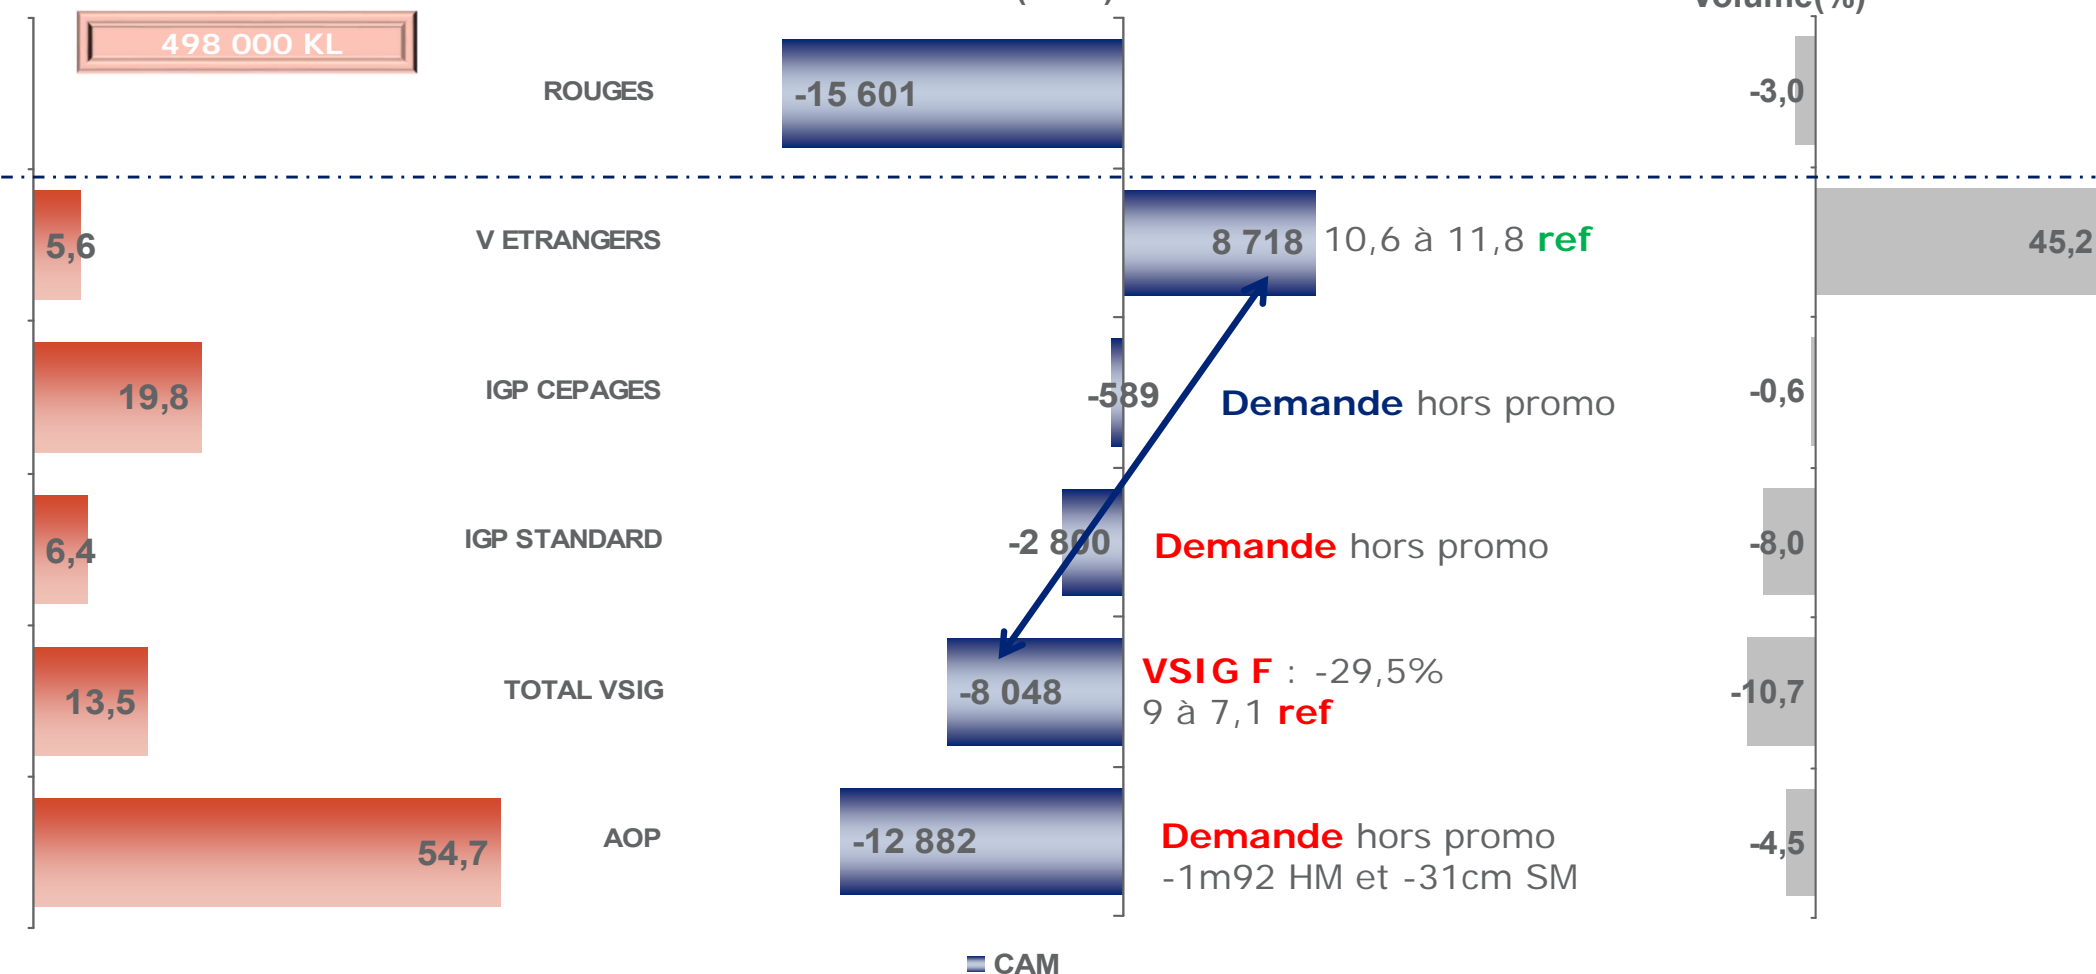 volume(%)
498 000 KL
ROUGES
-15 601
-3,0
5,6
V ETRANGERS
8 718
10,6 à 11,8 ref
45,2
19,8
IGP CEPAGES
-589
Demande hors promo
-0,6
6,4
IGP STANDARD
-2 800
Demande hors promo
-8,0
13,5
TOTAL VSIG
-8 048
VSIG F : -29,5%
9 à 7,1 ref
-10,7
54,7
AOP
-12 882
Demande hors promo
-1m92 HM et -31cm SM
-4,5
CAM